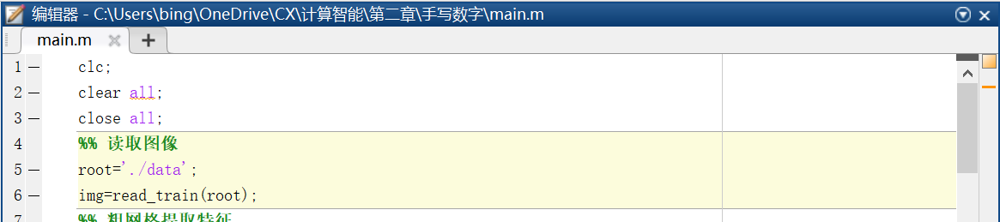 编辑器 - C:\Users\bing\OneDrive\CX\计算智能\第二章\手写数字\main.m
main.m
1 clc;
2 clear all;
3 close all;
4 %% 读取图像
5 root='./data';
6 img=read_train(root);
7 %% 粗网格提取特征